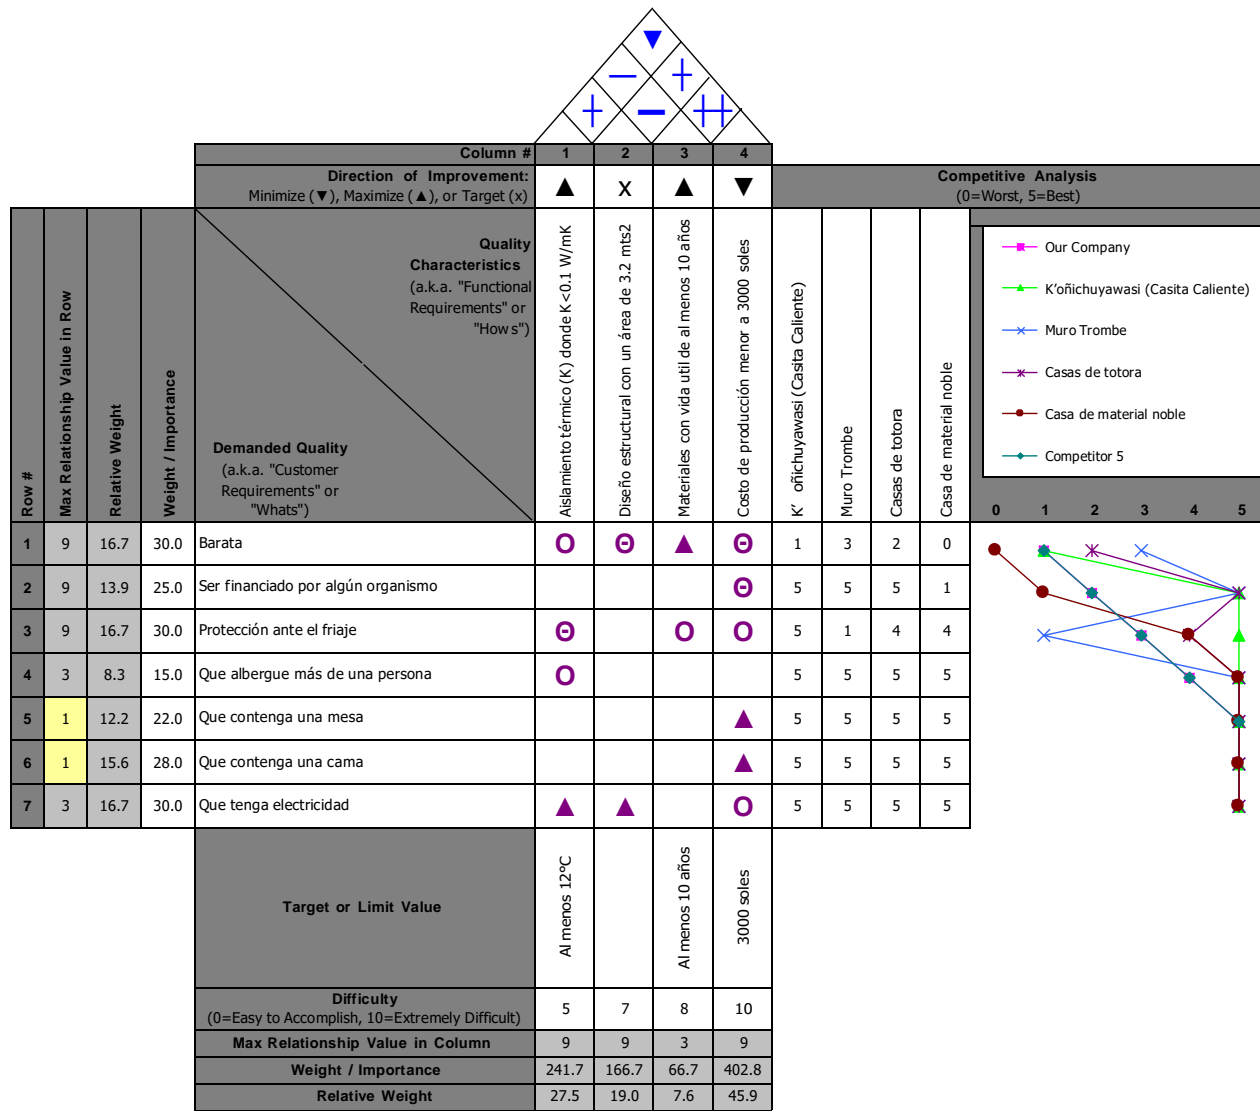 Column # 1 2 3 4
Direction of Improvement:
Minimize (▼), Maximize (▲), or Target (x)
▲ x ▲ ▼
Competitive Analysis
(0=Worst, 5=Best)
Row #
Max Relationship Value in Row
Relative Weight
Weight / Importance
Quality
Characteristics
(a.k.a. "Functional
Requirements" or
"Hows")
Demanded Quality
(a.k.a. "Customer
Requirements" or
"Whats")
Aislamiento térmico (K) donde K<0.1 W/mK
Diseño estructural con un área de 3.2 mts2
Materiales con vida util de al menos 10 años
Costo de producción menor a 3000 soles
K' oñichuyawasi (Casita Caliente)
Muro Trombe
Casas de totora
Casa de material noble
Our Company
K'oñichuyawasi (Casita Caliente)
Muro Trombe
Casas de totora
Casa de material noble
Competitor 5
0 1 2 3 4 5
1 9 16.7 30.0 Barata Ο Θ ▲ Θ 1 3 2 0
2 9 13.9 25.0 Ser financiado por algún organismo Θ 5 5 5 1
3 9 16.7 30.0 Protección ante el friaje Θ Ο Ο 5 1 4 4
4 3 8.3 15.0 Que albergue más de una persona Ο 5 5 5 5
5 1 12.2 22.0 Que contenga una mesa ▲ 5 5 5 5
6 1 15.6 28.0 Que contenga una cama ▲ 5 5 5 5
7 3 16.7 30.0 Que tenga electricidad ▲ ▲ Ο 5 5 5 5
Target or Limit Value
Al menos 12°C
Al menos 10 años
3000 soles
Difficulty
(0=Easy to Accomplish, 10=Extremely Difficult)
5 7 8 10
Max Relationship Value in Column 9 9 3 9
Weight / Importance 241.7 166.7 66.7 402.8
Relative Weight 27.5 19.0 7.6 45.9